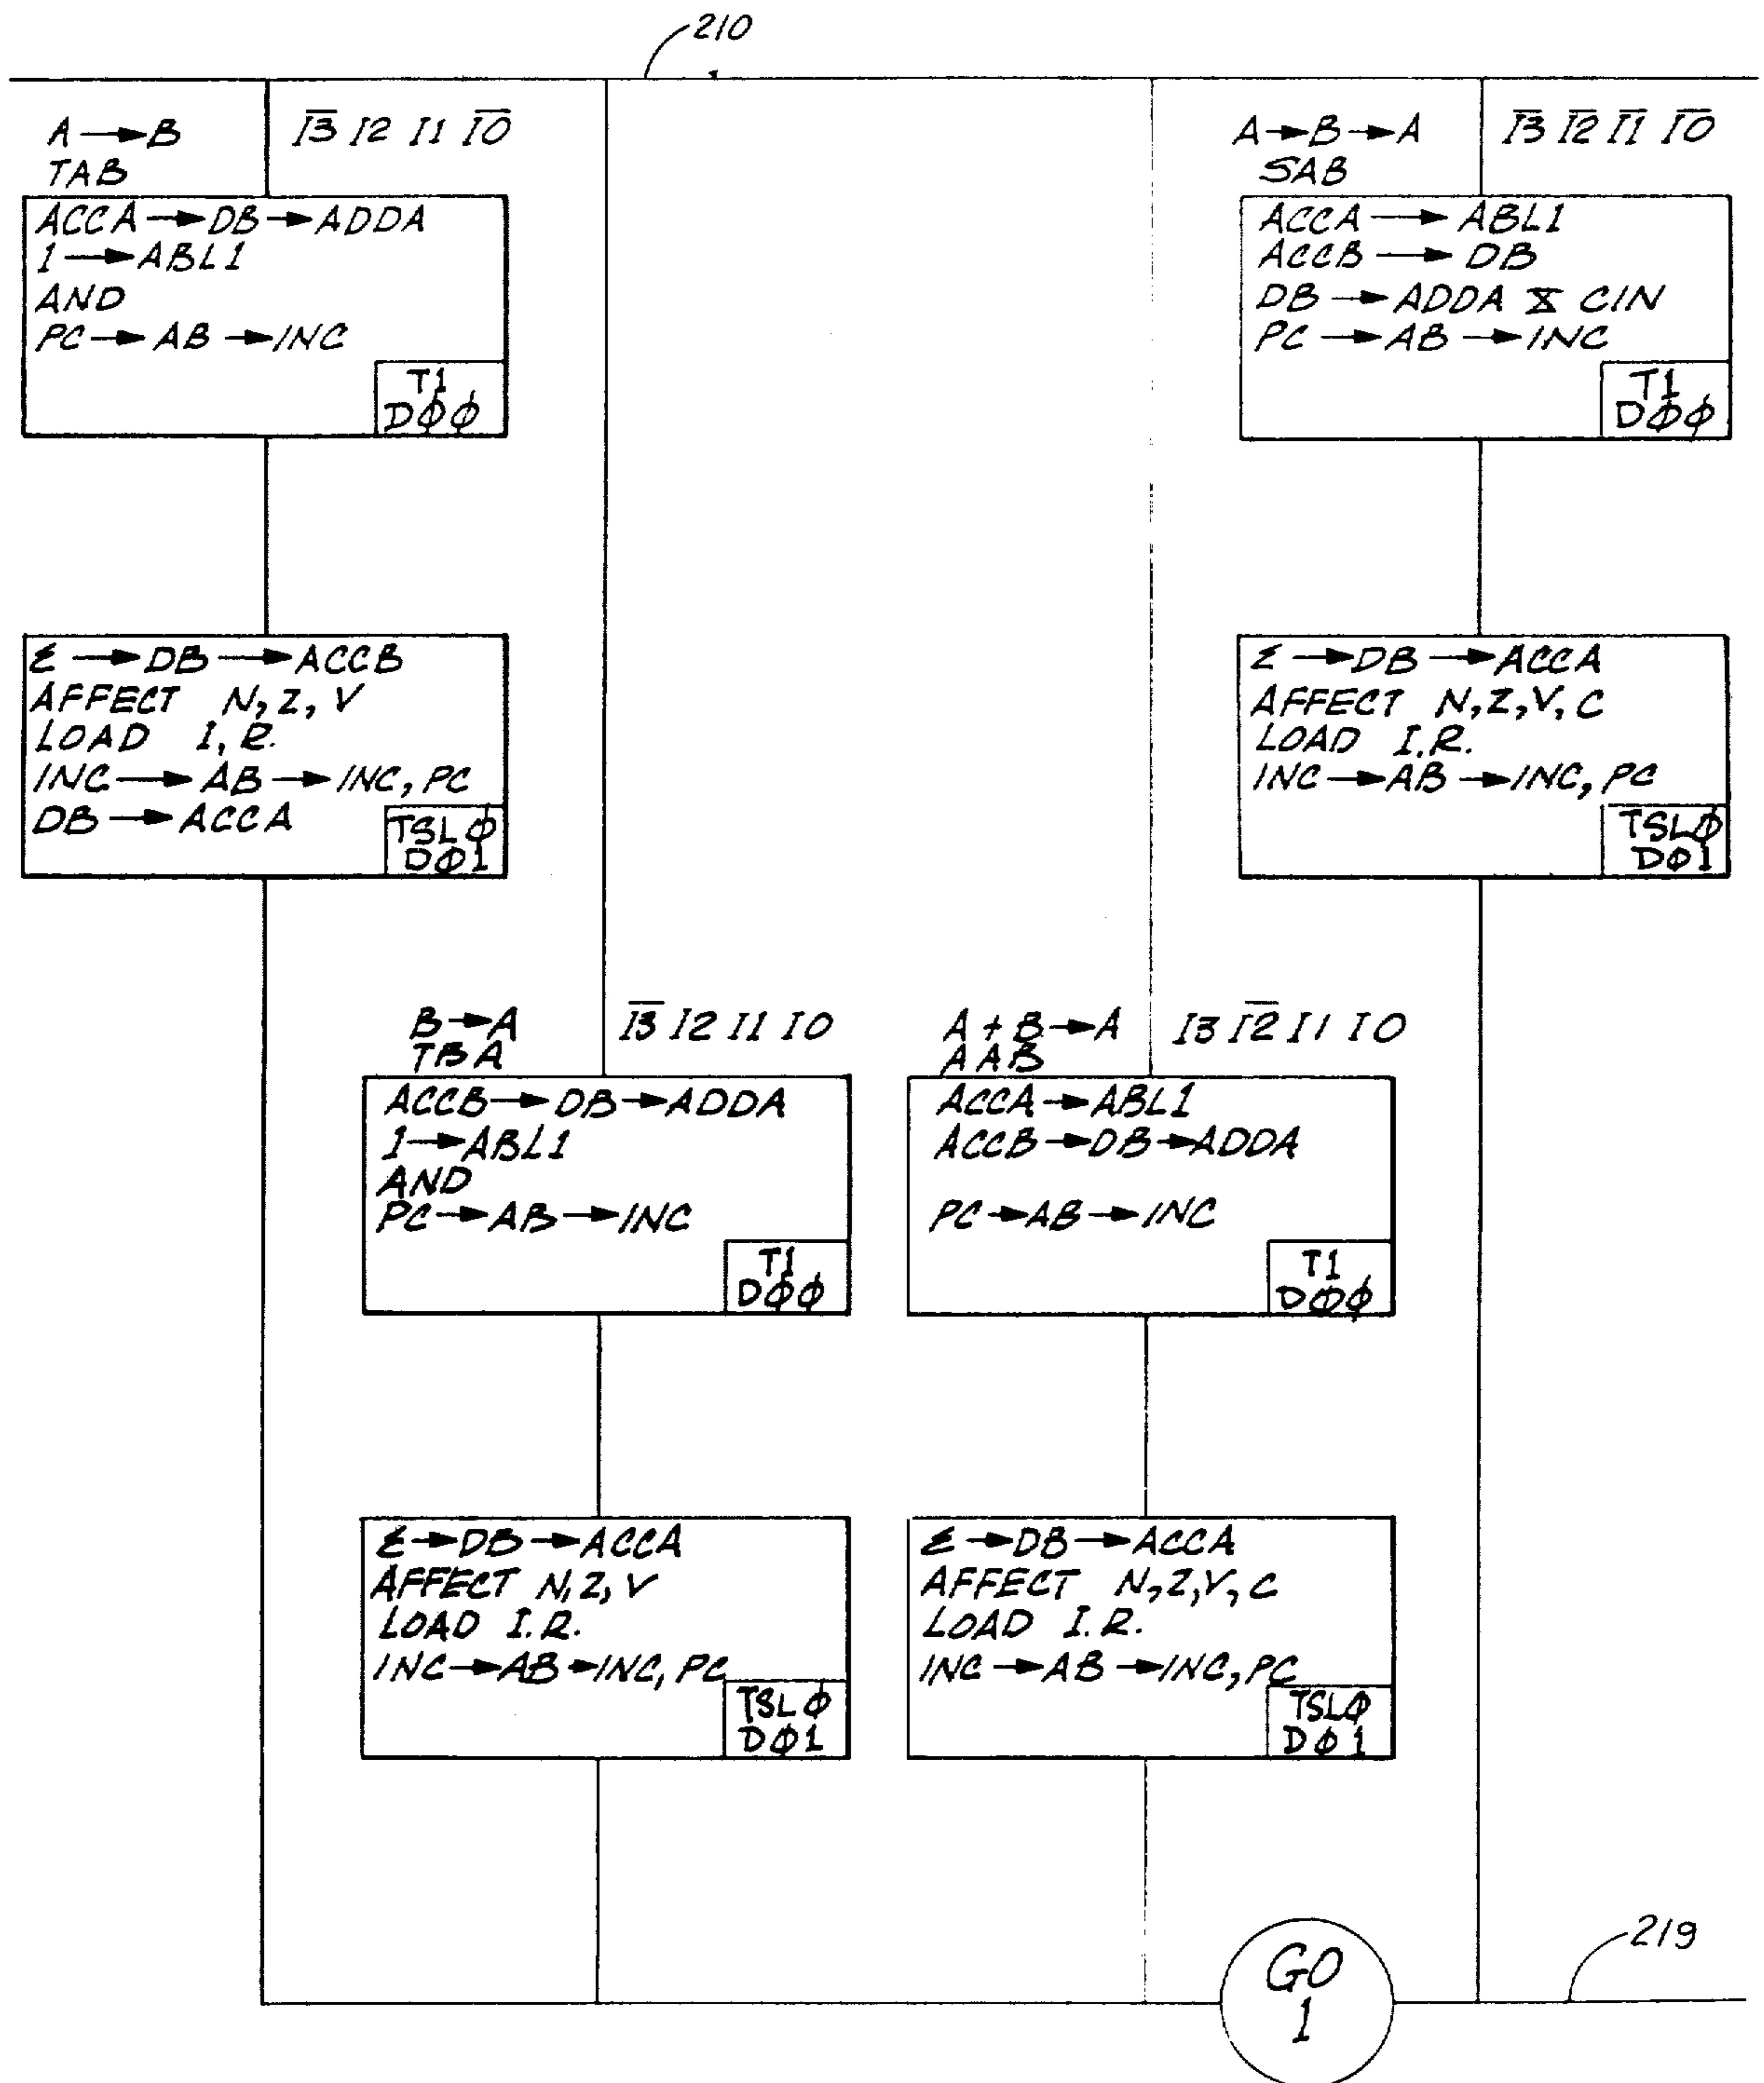 210
A→B
TAB
I̅3̅ I2 I1 I̅0̅
ACCA→DB→ADDA
1→ABL1
AND
PC→AB→INC
T1
DØØ
Σ→DB→ACCB
AFFECT N, Z, V
LOAD I, R.
INC→AB→INC, PC
DB→ACCA
TSLØ
DØ1
A→B→A
SAB
I̅3̅ I̅2̅ I̅1̅ I̅0̅
ACCA→ABL1
ACCB→DB
DB→ADDA CIN
PC→AB→INC
T1
DØØ
Σ→DB→ACCA
AFFECT N,Z,V,C
LOAD I.R.
INC→AB→INC, PC
TSLØ
DØ1
B→A
TBA
I̅3̅ I2 I1 I0
ACCB→DB→ADDA
1→ABL1
AND
PC→AB→INC
T1
DØØ
Σ→DB→ACCA
AFFECT N,Z,V
LOAD I.R.
INC→AB→INC, PC
TSLØ
DØ1
A+B→A
AAB
I3 I̅2̅ I1 I0
ACCA→ABL1
ACCB→DB→ADDA
PC→AB→INC
T1
DØØ
Σ→DB→ACCA
AFFECT N,Z,V,C
LOAD I.R.
INC→AB→INC,PC
TSLØ
DØ1
GO
1
219